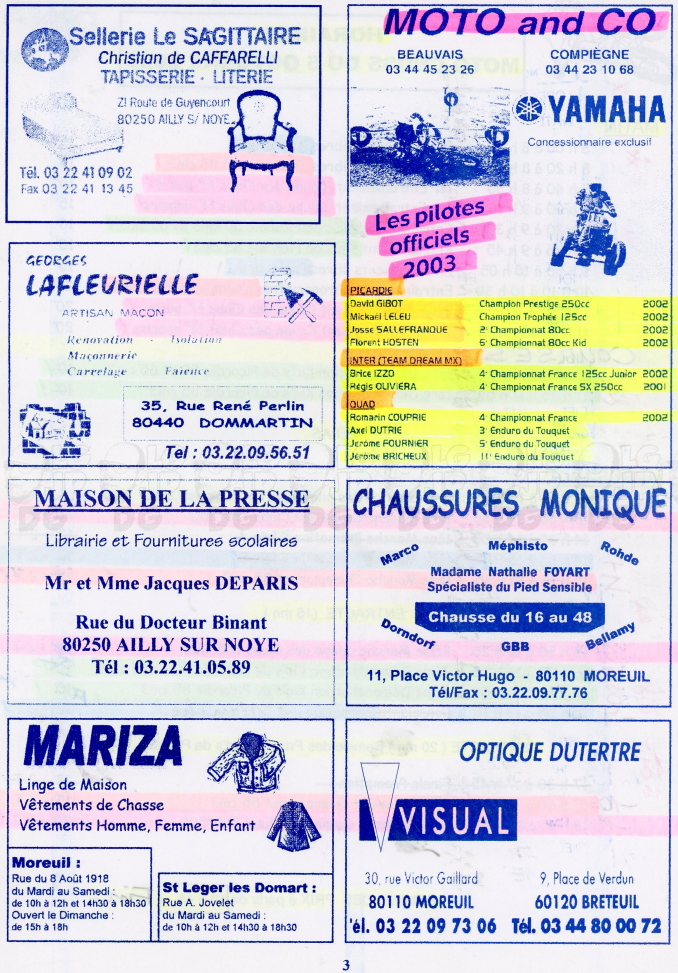 Sellerie Le SAGITTAIRE
Christian de CAFFARELLI
TAPISSERIE - LITERIE
ZI Route de Guyencourt
80250 AILLY S/ NOYE
Tél. 03 22 41 09 02
Fax 03 22 41 13 45
MOTO and CO
BEAUVAIS
03 44 45 23 26
COMPIÈGNE
03 44 23 10 68
YAMAHA
Concessionnaire exclusif
Les pilotes
officiels
2003
PICARDIE
David GIBOT Champion Prestige 250cc 2002
Mickaël LELEU Champion Trophée 125cc 2002
Josse SALLEFRANQUE 2e Championnat 80cc 2002
Florent HOSTEN 6e Championnat 80cc Kid 2002
INTER (TEAM DREAM MX)
Brice IZZO 4e Championnat France 125cc Junior 2002
Régis OLIVIERA 4e Championnat France SX 250cc 2001
QUAD
Romarin COUPRIE 4e Championnat France 2002
Axel DUTRIE 3e Enduro du Touquet
Jerôme FOURNIER 5e Enduro du Touquet
Jérôme BRICHEUX 11e Enduro du Touquet
GEORGES
LAFLEURIELLE
ARTISAN MAÇON
Renovation - Isolation
Maçonnerie
Carrelage Faïence
35, Rue René Perlin
80440 DOMMARTIN
Tel : 03.22.09.56.51
MAISON DE LA PRESSE
Librairie et Fournitures scolaires
Mr et Mme Jacques DEPARIS
Rue du Docteur Binant
80250 AILLY SUR NOYE
Tél : 03.22.41.05.89
CHAUSSURES MONIQUE
Marco Méphisto Rohde
Madame Nathalie FOYART
Spécialiste du Pied Sensible
Chausse du 16 au 48
Dorndorf GBB Bellamy
11, Place Victor Hugo - 80110 MOREUIL
Tél/Fax : 03.22.09.77.76
MARIZA
Linge de Maison
Vêtements de Chasse
Vêtements Homme, Femme, Enfant
Moreuil :
Rue du 8 Août 1918
du Mardi au Samedi :
de 10h à 12h et 14h30 à 18h30
Ouvert le Dimanche :
de 15h à 18h
St Leger les Domart :
Rue A. Jovelet
du Mardi au Samedi :
de 10h à 12h et 14h30 à 18h30
OPTIQUE DUTERTRE
VISUAL
30, rue Victor Gaillard
80110 MOREUIL
Tél. 03 22 09 73 06
9, Place de Verdun
60120 BRETEUIL
Tél. 03 44 80 00 72
3